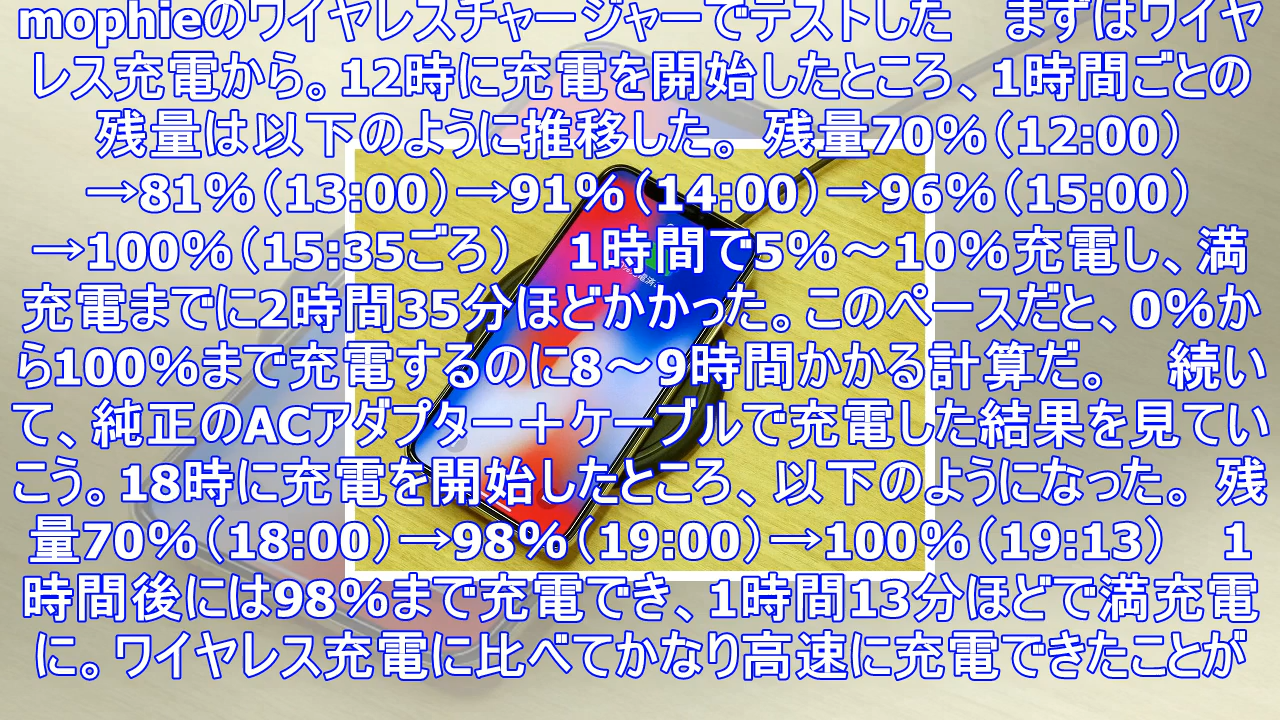 mophieのワイヤレスチャージャーでテストした　まずはワイヤ
レス充電から。12時に充電を開始したところ、1時間ごとの
残量は以下のように推移した。 残量70％（12:00）
→81％（13:00）→91％（14:00）→96％（15:00）
→100％（15:35ごろ）　1時間で5％～10％充電し、満
充電までに2時間35分ほどかかった。このペースだと、0％か
ら100％まで充電するのに8～9時間かかる計算だ。　続い
て、純正のACアダプター＋ケーブルで充電した結果を見てい
こう。18時に充電を開始したところ、以下のようになった。 残
量70％（18:00）→98％（19:00）→100％（19:13）　1
時間後には98％まで充電でき、1時間13分ほどで満充電
に。ワイヤレス充電に比べてかなり高速に充電できたことが